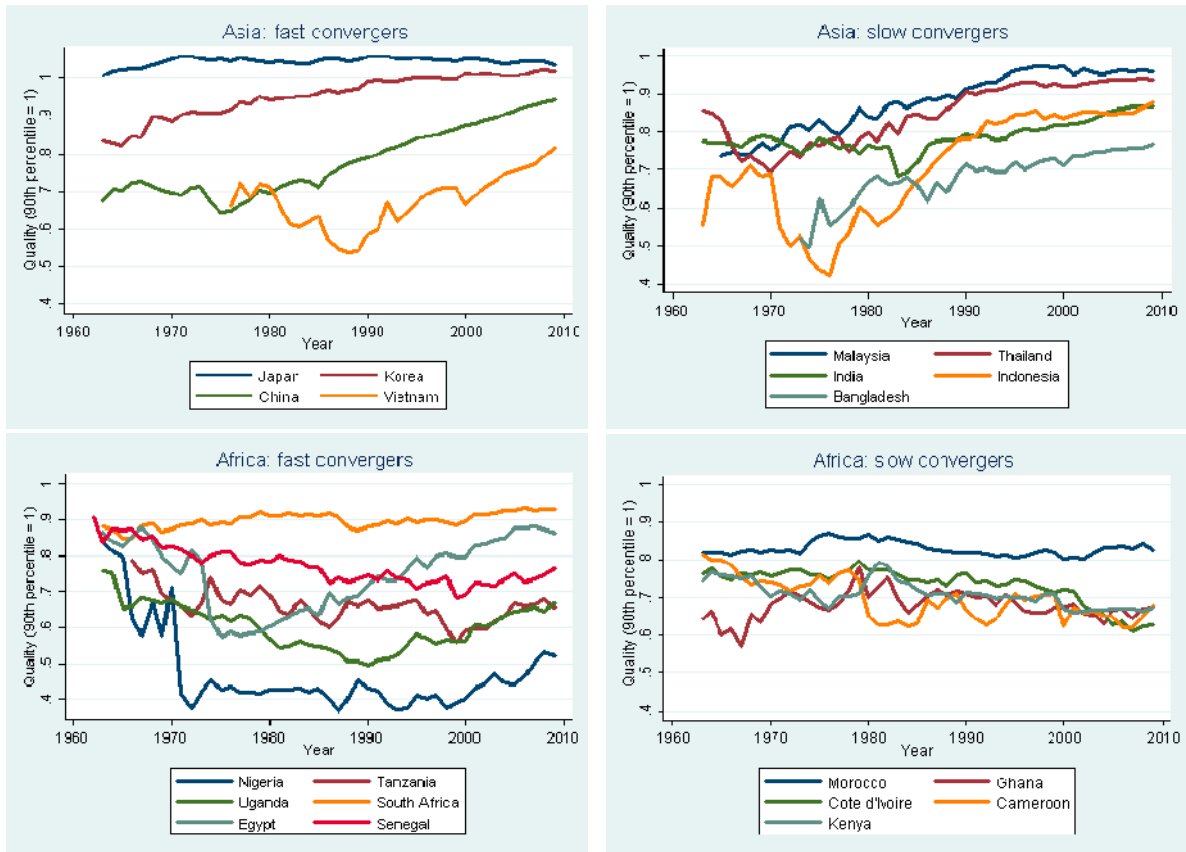 Asia: fast convergers
Quality (90th percentile = 1)
1
.9
.8
.7
.6
.5
.4
1960 1970 1980 1990 2000 2010
Year
Japan Korea
China Vietnam
Asia: slow convergers
Quality (90th percentile = 1)
1
.9
.8
.7
.6
.5
.4
1960 1970 1980 1990 2000 2010
Year
Malaysia Thailand
India Indonesia
Bangladesh
Africa: fast convergers
Quality (90th percentile = 1)
1
.9
.8
.7
.6
.5
.4
1960 1970 1980 1990 2000 2010
Year
Nigeria Tanzania
Uganda South Africa
Egypt Senegal
Africa: slow convergers
Quality (90th percentile = 1)
1
.9
.8
.7
.6
.5
.4
1960 1970 1980 1990 2000 2010
Year
Morocco Ghana
Cote d'Ivoire Cameroon
Kenya